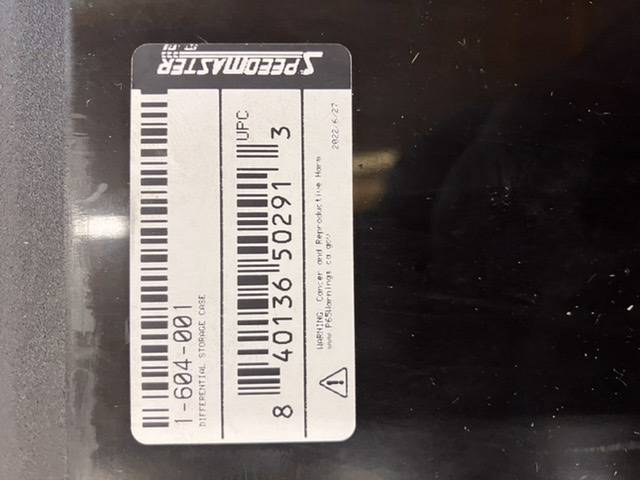 SPEEDMASTER
1-604-001
DIFFERENTIAL STORAGE CASE
UPC
8 40136 50291 3
WARNING: Cancer and Reproductive Harm
www.P65Warnings.ca.gov
2022/6/27